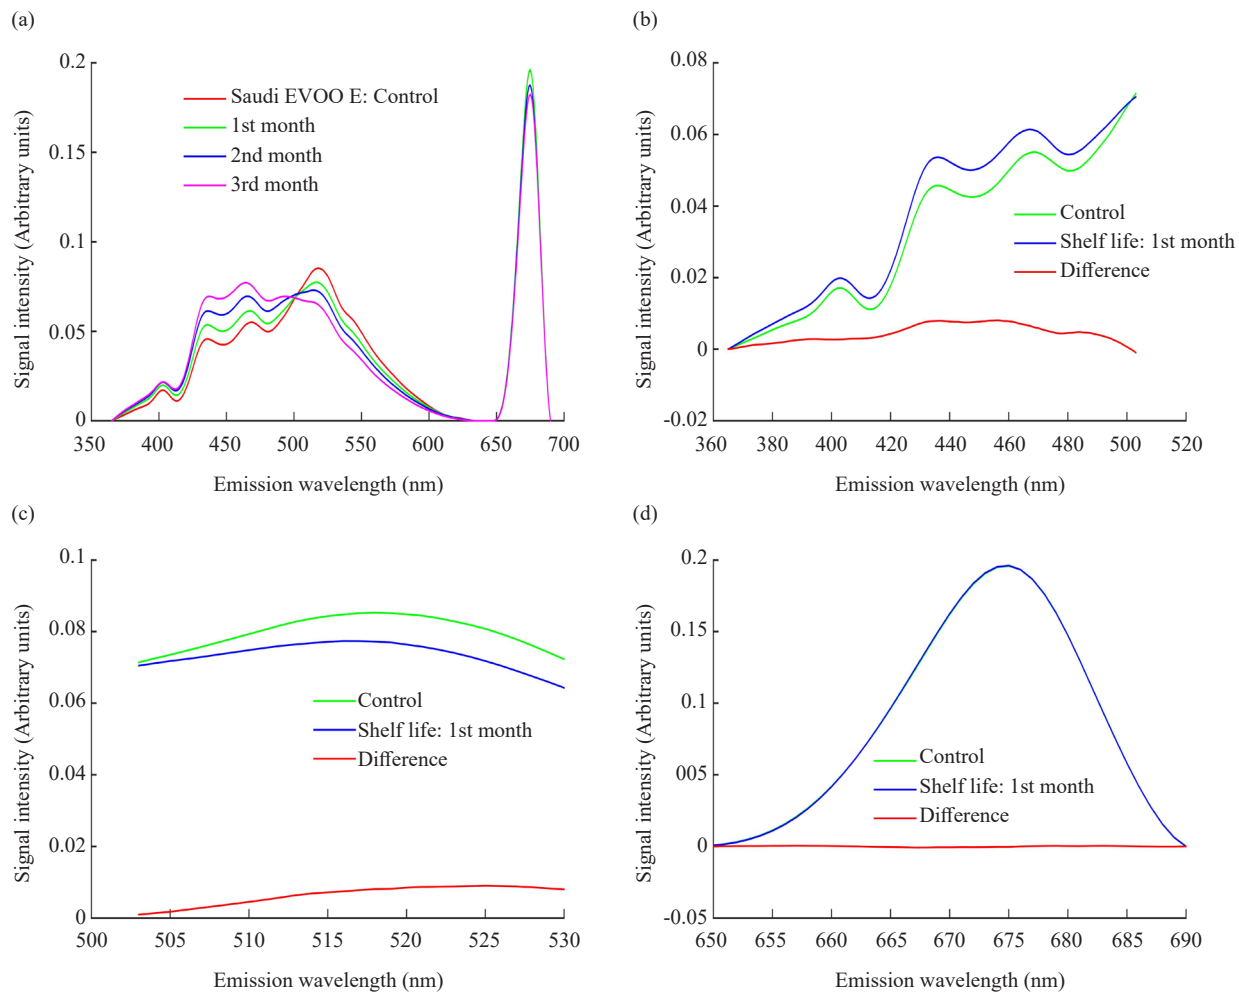 (a)
Signal intensity (Arbitrary units)
0.2
0.15
0.1
0.05
0
350 400 450 500 550 600 650 700
Emission wavelength (nm)
Saudi EVOO E: Control
1st month
2nd month
3rd month
(b)
Signal intensity (Arbitrary units)
0.08
0.06
0.04
0.02
0
-0.02
360 380 400 420 440 460 480 500 520
Emission wavelength (nm)
Control
Shelf life: 1st month
Difference
(c)
Signal intensity (Arbitrary units)
0.1
0.08
0.06
0.04
0.02
0
500 505 510 515 520 525 530
Emission wavelength (nm)
Control
Shelf life: 1st month
Difference
(d)
Signal intensity (Arbitrary units)
0.2
0.15
0.1
005
0
-0.05
650 655 660 665 670 675 680 685 690
Emission wavelength (nm)
Control
Shelf life: 1st month
Difference